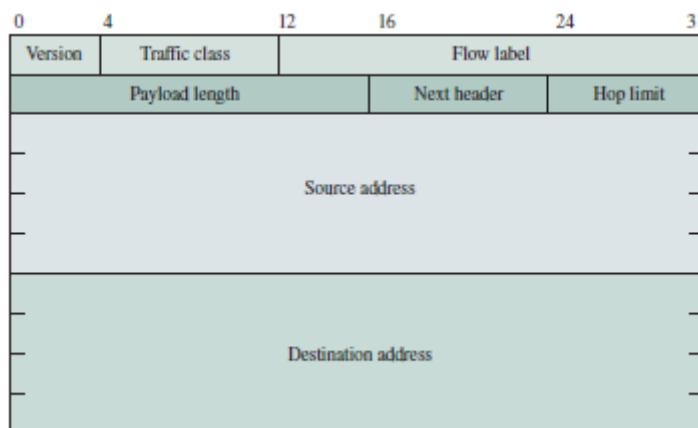 0 4 12 16 24 3
Version Traffic class Flow label
Payload length Next header Hop limit
Source address
Destination address